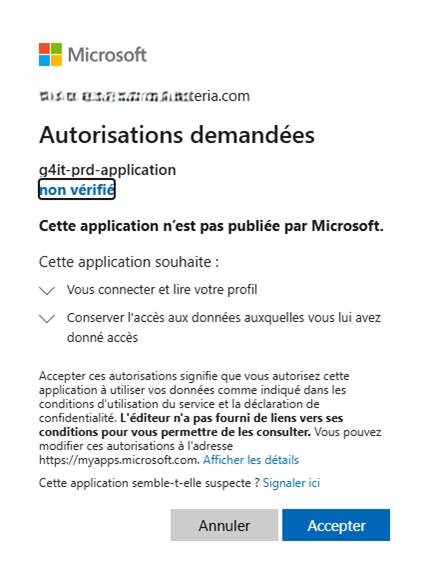 Microsoft
teria.com
Autorisations demandées
g4it-prd-application
non vérifié
Cette application n’est pas publiée par Microsoft.
Cette application souhaite :
Vous connecter et lire votre profil
Conserver l'accès aux données auxquelles vous lui avez
donné accès
Accepter ces autorisations signifie que vous autorisez cette
application à utiliser vos données comme indiqué dans les
conditions d'utilisation du service et la déclaration de
confidentialité. L'éditeur n'a pas fourni de liens vers ses
conditions pour vous permettre de les consulter. Vous pouvez
modifier ces autorisations à l'adresse
https://myapps.microsoft.com. Afficher les détails
Cette application semble-t-elle suspecte ? Signaler ici
Annuler
Accepter